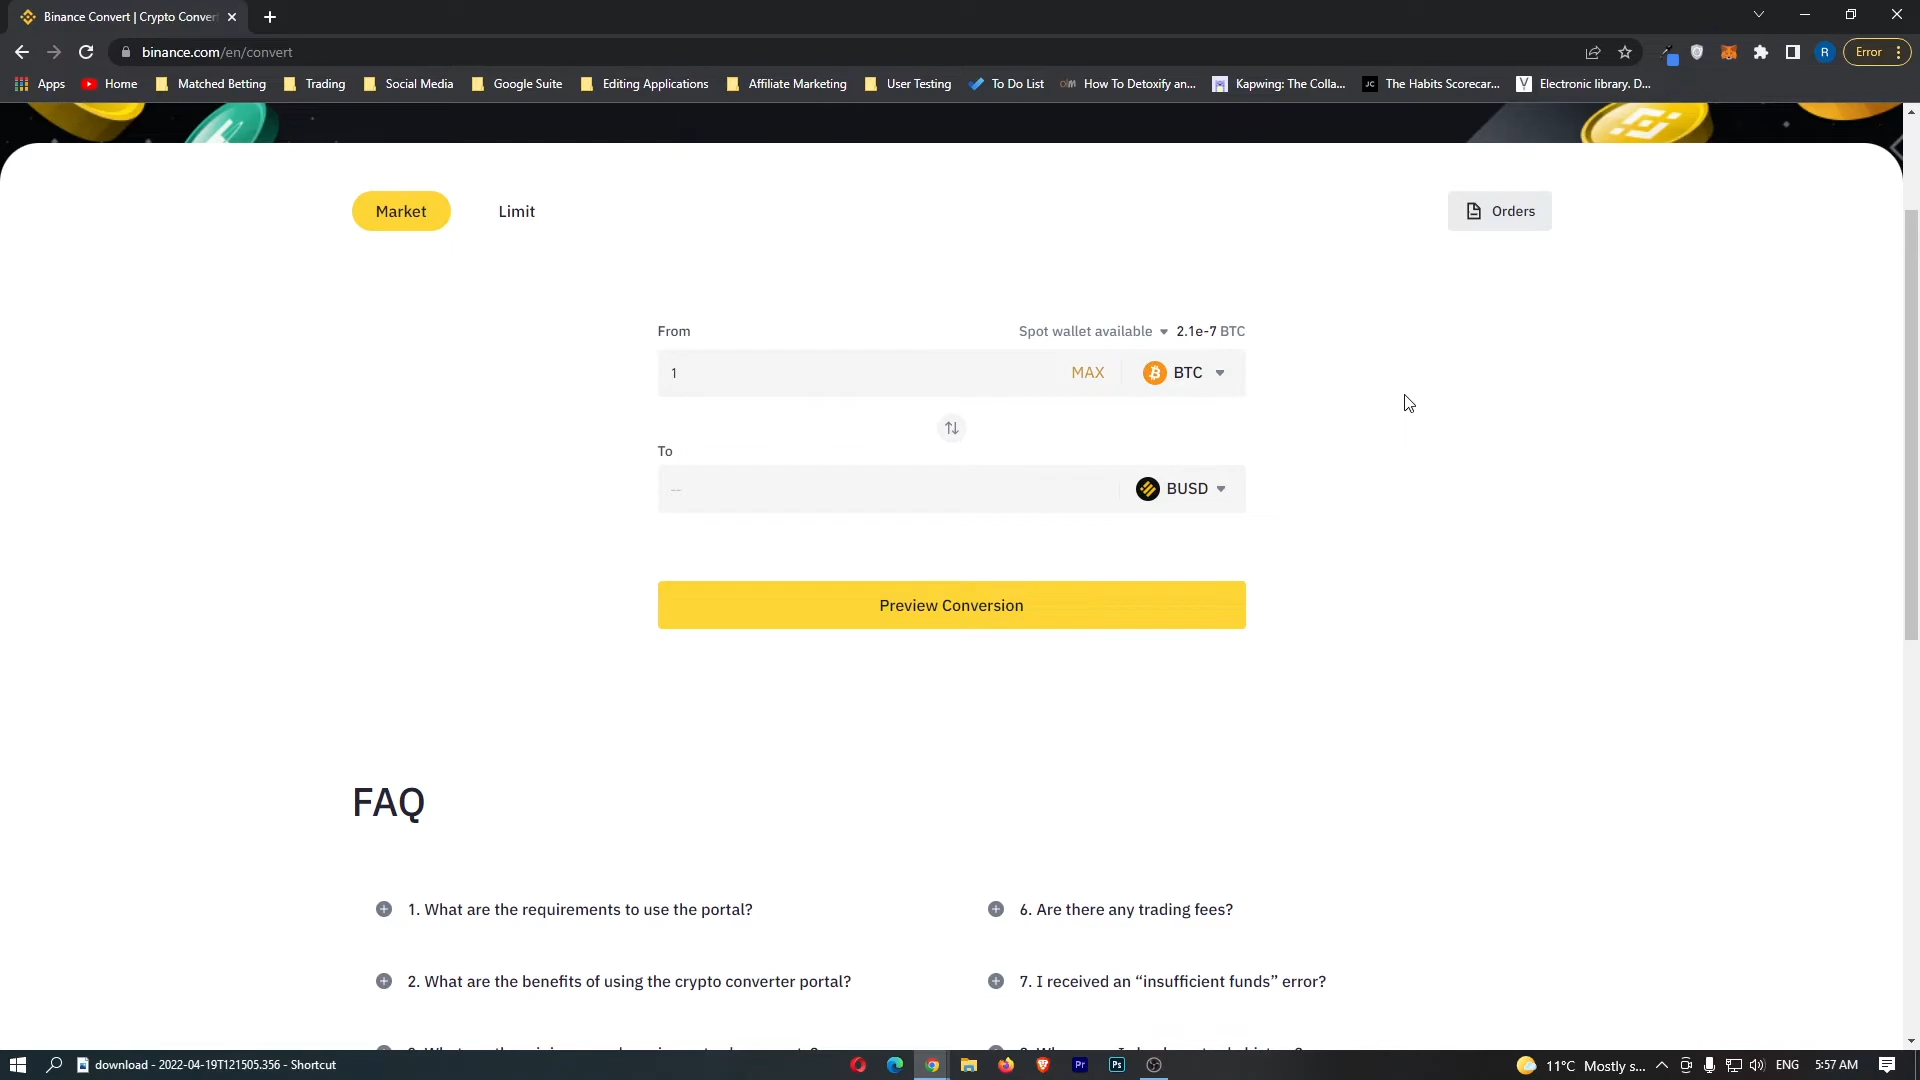 Binance Convert | Crypto Conver
binance.com/en/convert
R
Error
Apps
Home
Matched Betting
Trading
Social Media
Google Suite
Editing Applications
Affiliate Marketing
User Testing
To Do List
How To Detoxify an...
Kapwing: The Colla...
JC
The Habits Scorecar...
Electronic library. D...
Market
Limit
Orders
From
Spot wallet available 2.1e-7 BTC
1
MAX
BTC
To
--
BUSD
Preview Conversion
FAQ
1. What are the requirements to use the portal?
6. Are there any trading fees?
2. What are the benefits of using the crypto converter portal?
7. I received an “insufficient funds” error?
download - 2022-04-19T121505.356 - Shortcut
Pr
Ps
11°C Mostly s...
ENG
5:57 AM